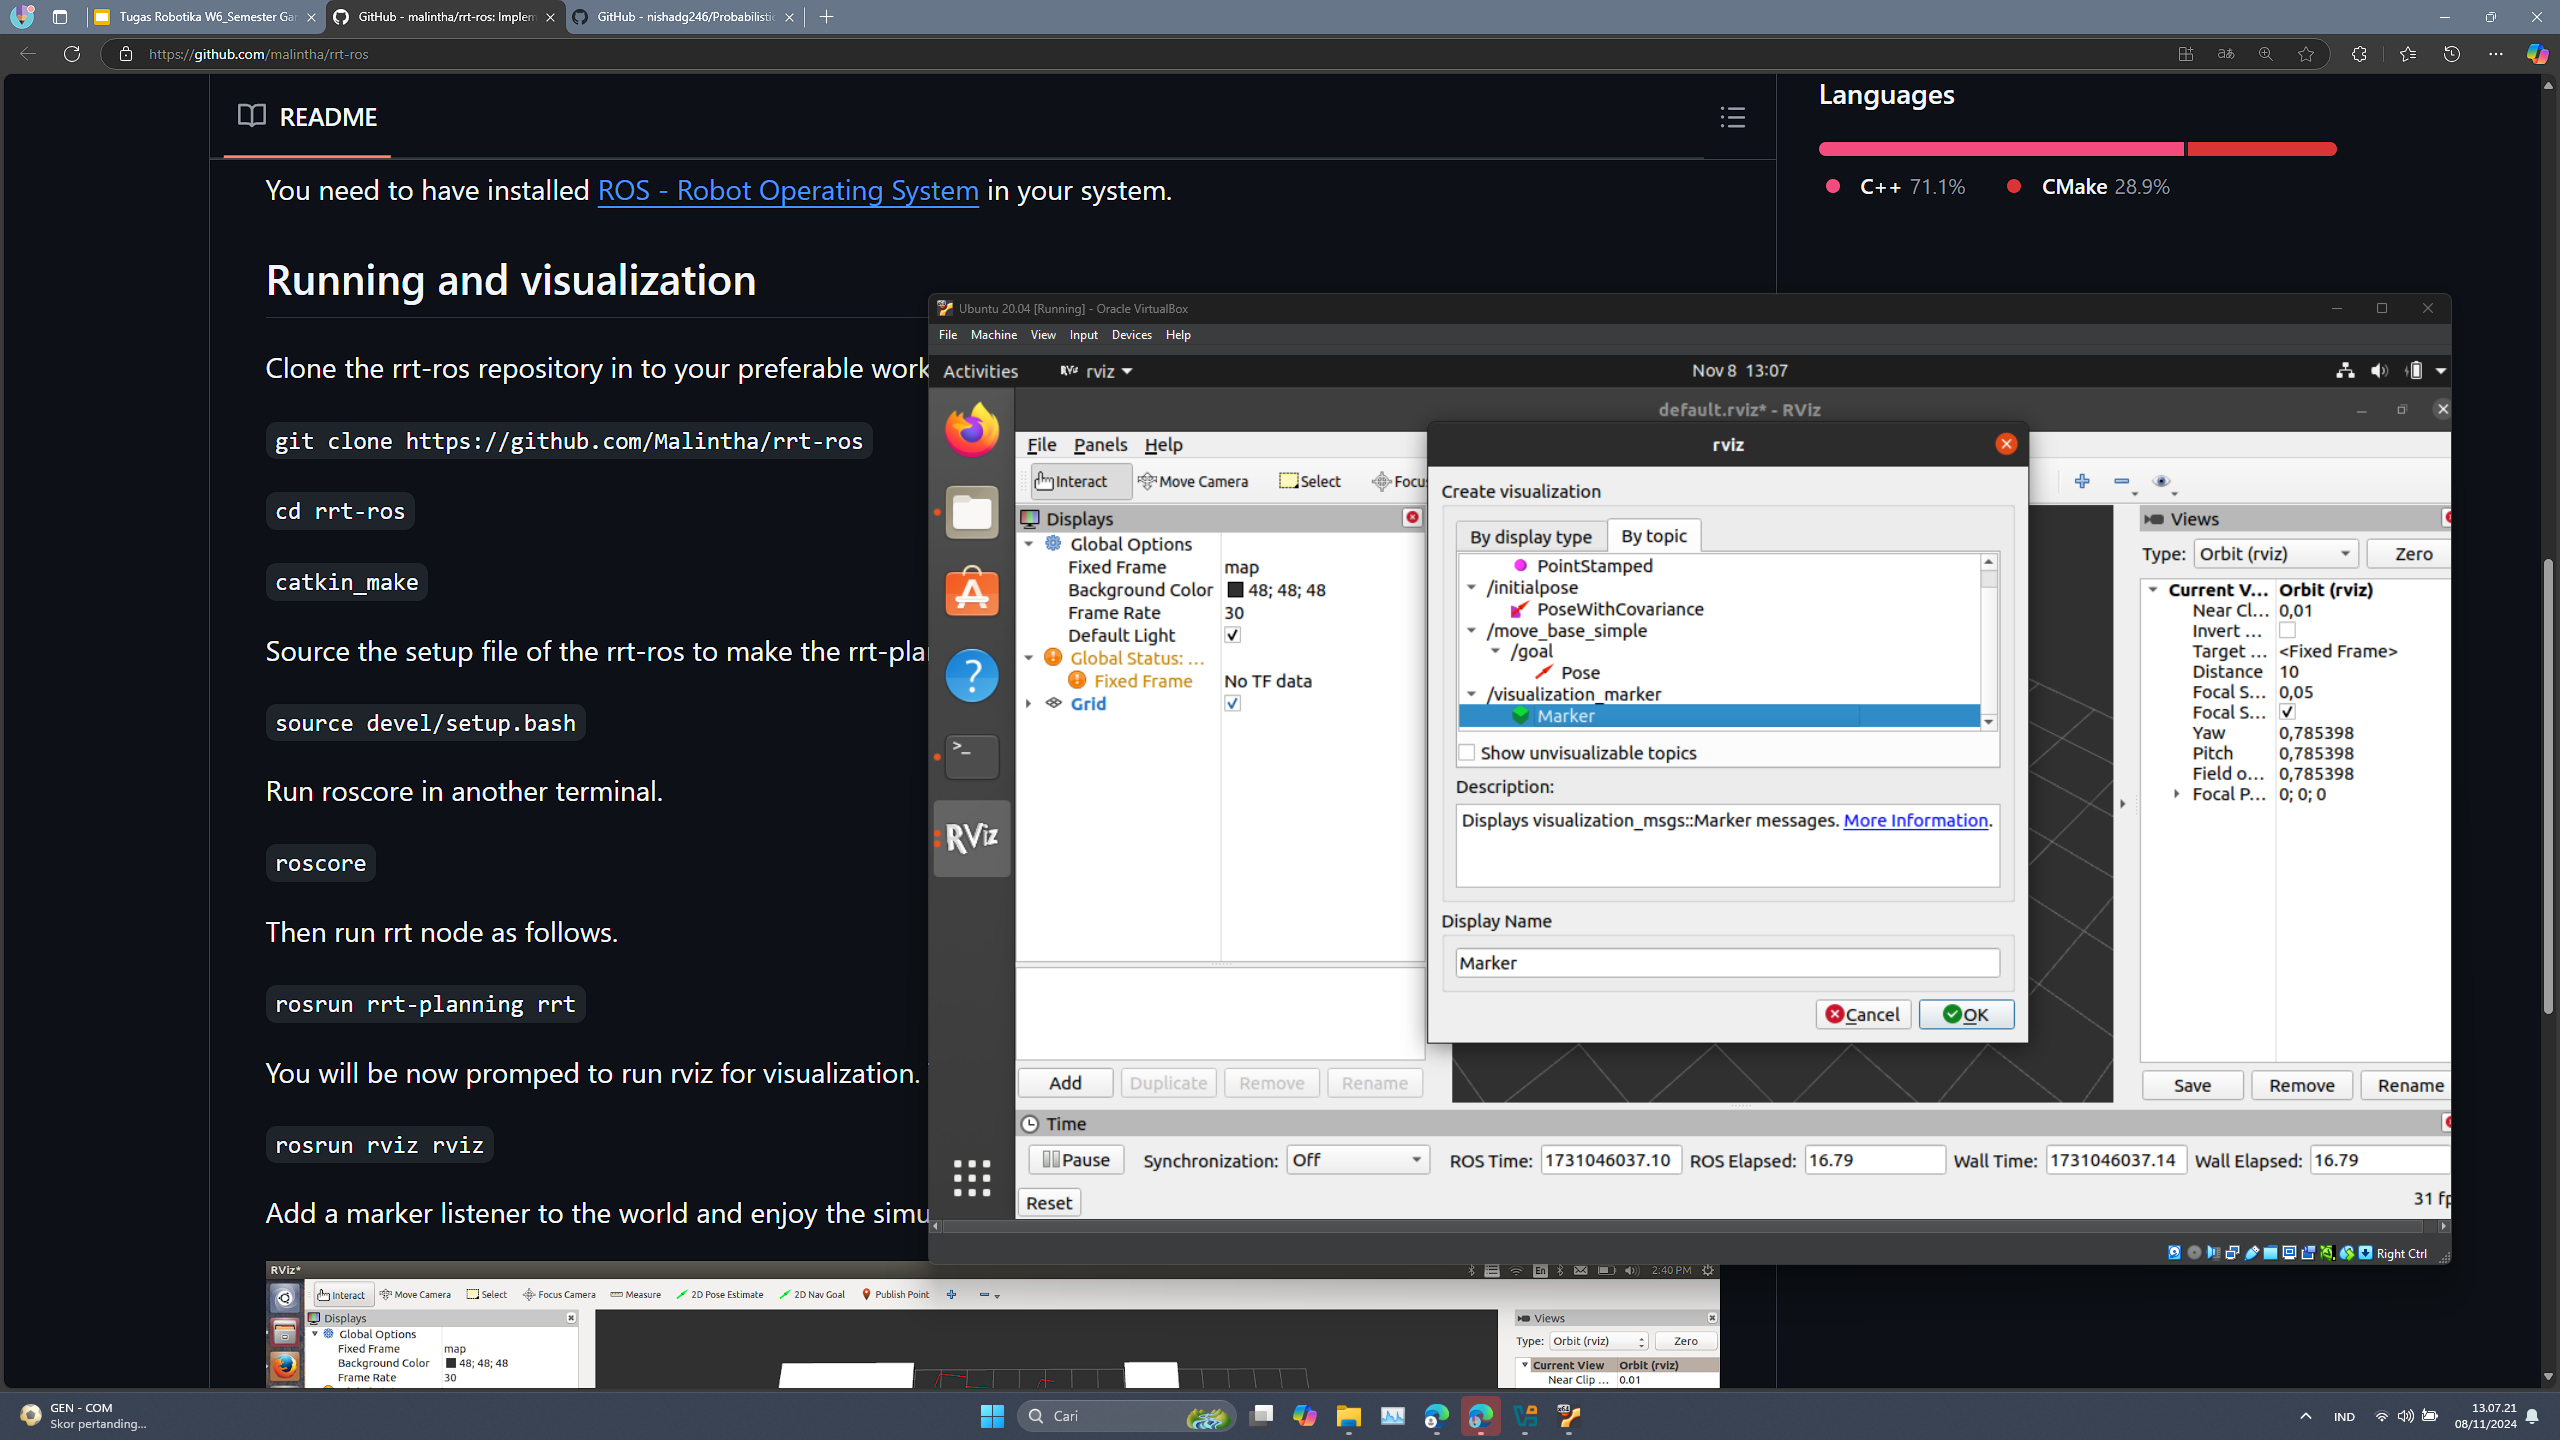 Tugas Robotika W6_Semester Gar
GitHub - malintha/rrt-ros: Implem
GitHub - nishadg246/Probabilistic
https://github.com/malintha/rrt-ros
README
You need to have installed ROS - Robot Operating System in your system.
Running and visualization
Clone the rrt-ros repository in to your preferable work
git clone https://github.com/Malintha/rrt-ros
cd rrt-ros
catkin_make
Source the setup file of the rrt-ros to make the rrt-plan
source devel/setup.bash
Run roscore in another terminal.
roscore
Then run rrt node as follows.
rosrun rrt-planning rrt
You will be now promped to run rviz for visualization.
rosrun rviz rviz
Add a marker listener to the world and enjoy the simu
Languages
C++ 71.1%
CMake 28.9%
Ubuntu 20.04 [Running] - Oracle VirtualBox
File Machine View Input Devices Help
Activities
RViz rviz
Nov 8 13:07
default.rviz* - RViz
File Panels Help
Interact Move Camera Select Focu
Displays
Global Options
Fixed Frame map
Background Color 48; 48; 48
Frame Rate 30
Default Light
Global Status: ...
Fixed Frame No TF data
Grid
Add Duplicate Remove Rename
rviz
Create visualization
By display type By topic
PointStamped
/initialpose
PoseWithCovariance
/move_base_simple
/goal
Pose
/visualization_marker
Marker
Show unvisualizable topics
Description:
Displays visualization_msgs::Marker messages. More Information.
Display Name
Marker
Cancel OK
Views
Type: Orbit (rviz) Zero
Current V... Orbit (rviz)
Near Cl... 0,01
Invert ...
Target ... <Fixed Frame>
Distance 10
Focal S... 0,05
Focal S...
Yaw 0,785398
Pitch 0,785398
Field o... 0,785398
Focal P... 0; 0; 0
Save Remove Rename
RViz
Time
Pause Synchronization: Off ROS Time: 1731046037.10 ROS Elapsed: 16.79 Wall Time: 1731046037.14 Wall Elapsed: 16.79
Reset
31 fp
Right Ctrl
RViz*
En
2:40 PM
Interact Move Camera Select Focus Camera Measure 2D Pose Estimate 2D Nav Goal Publish Point
Displays
Global Options
Fixed Frame map
Background Color 48; 48; 48
Frame Rate 30
Views
Type: Orbit (rviz) Zero
Current View Orbit (rviz)
Near Clip ... 0.01
GEN - COM
Skor pertanding...
Cari
IND
13.07.21
08/11/2024